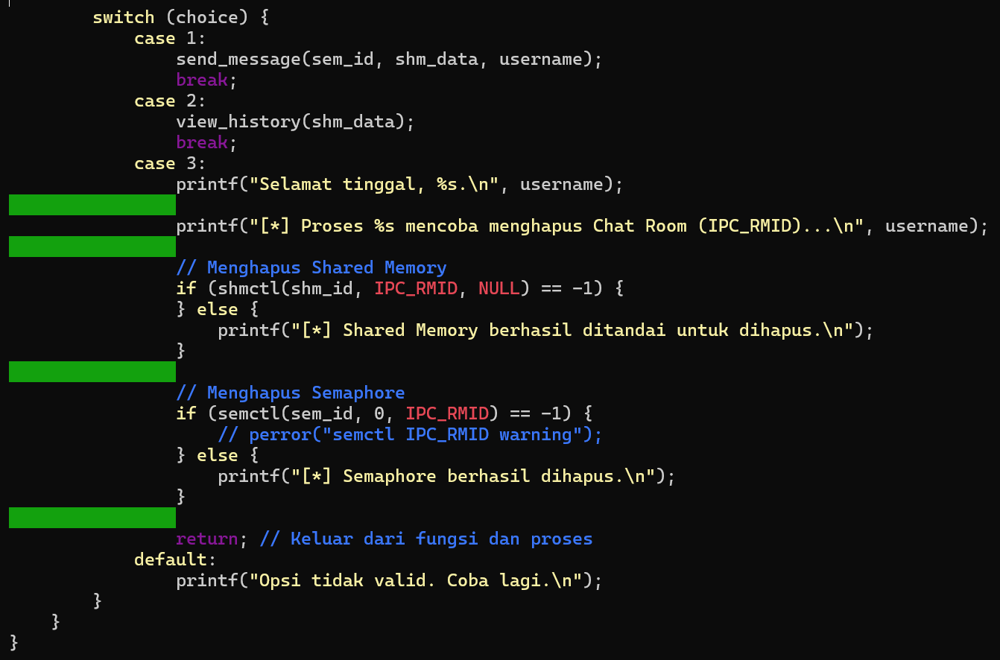 switch (choice) {
case 1:
send_message(sem_id, shm_data, username);
break;
case 2:
view_history(shm_data);
break;
case 3:
printf("Selamat tinggal, %s.\n", username);
printf("[*] Proses %s mencoba menghapus Chat Room (IPC_RMID)...\n", username);
// Menghapus Shared Memory
if (shmctl(shm_id, IPC_RMID, NULL) == -1) {
} else {
printf("[*] Shared Memory berhasil ditandai untuk dihapus.\n");
}
// Menghapus Semaphore
if (semctl(sem_id, 0, IPC_RMID) == -1) {
// perror("semctl IPC_RMID warning");
} else {
printf("[*] Semaphore berhasil dihapus.\n");
}
return; // Keluar dari fungsi dan proses
default:
printf("Opsi tidak valid. Coba lagi.\n");
}
}
}